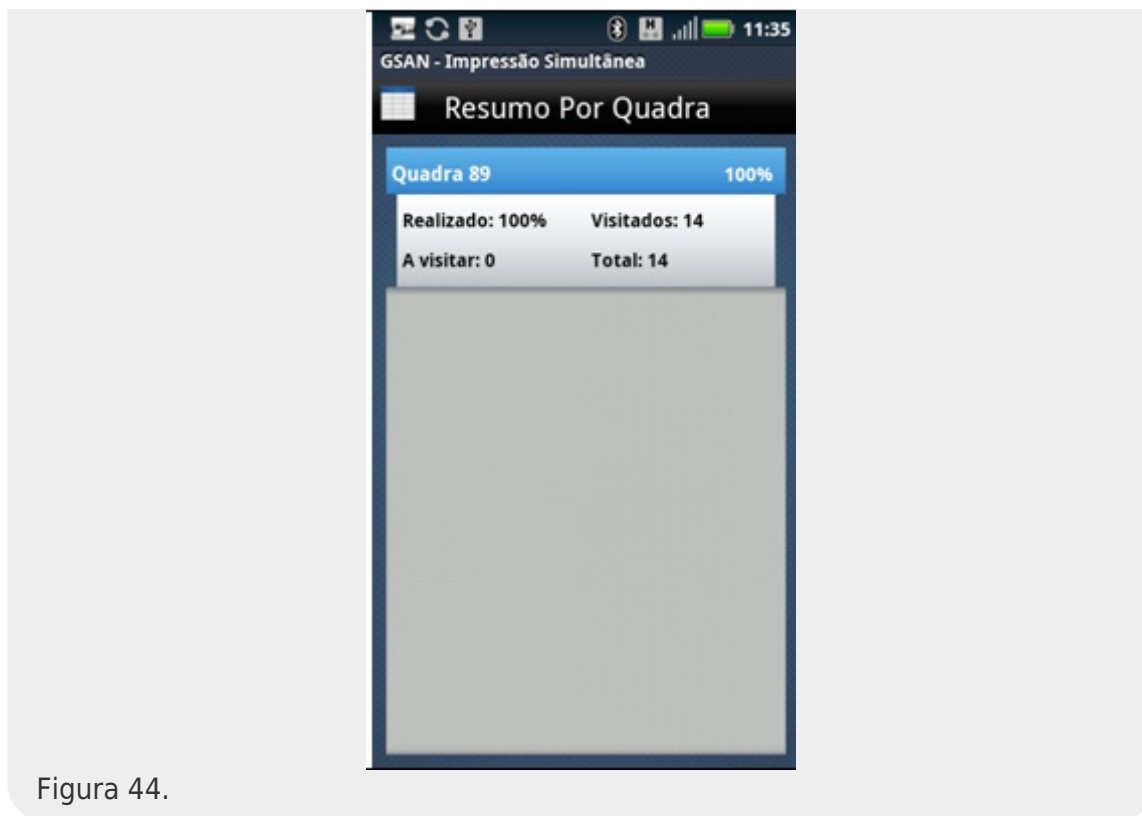 11:35
GSAN - Impressão Simultânea
Resumo Por Quadra
Quadra 89 100%
Realizado: 100% Visitados: 14
A visitar: 0 Total: 14
Figura 44.